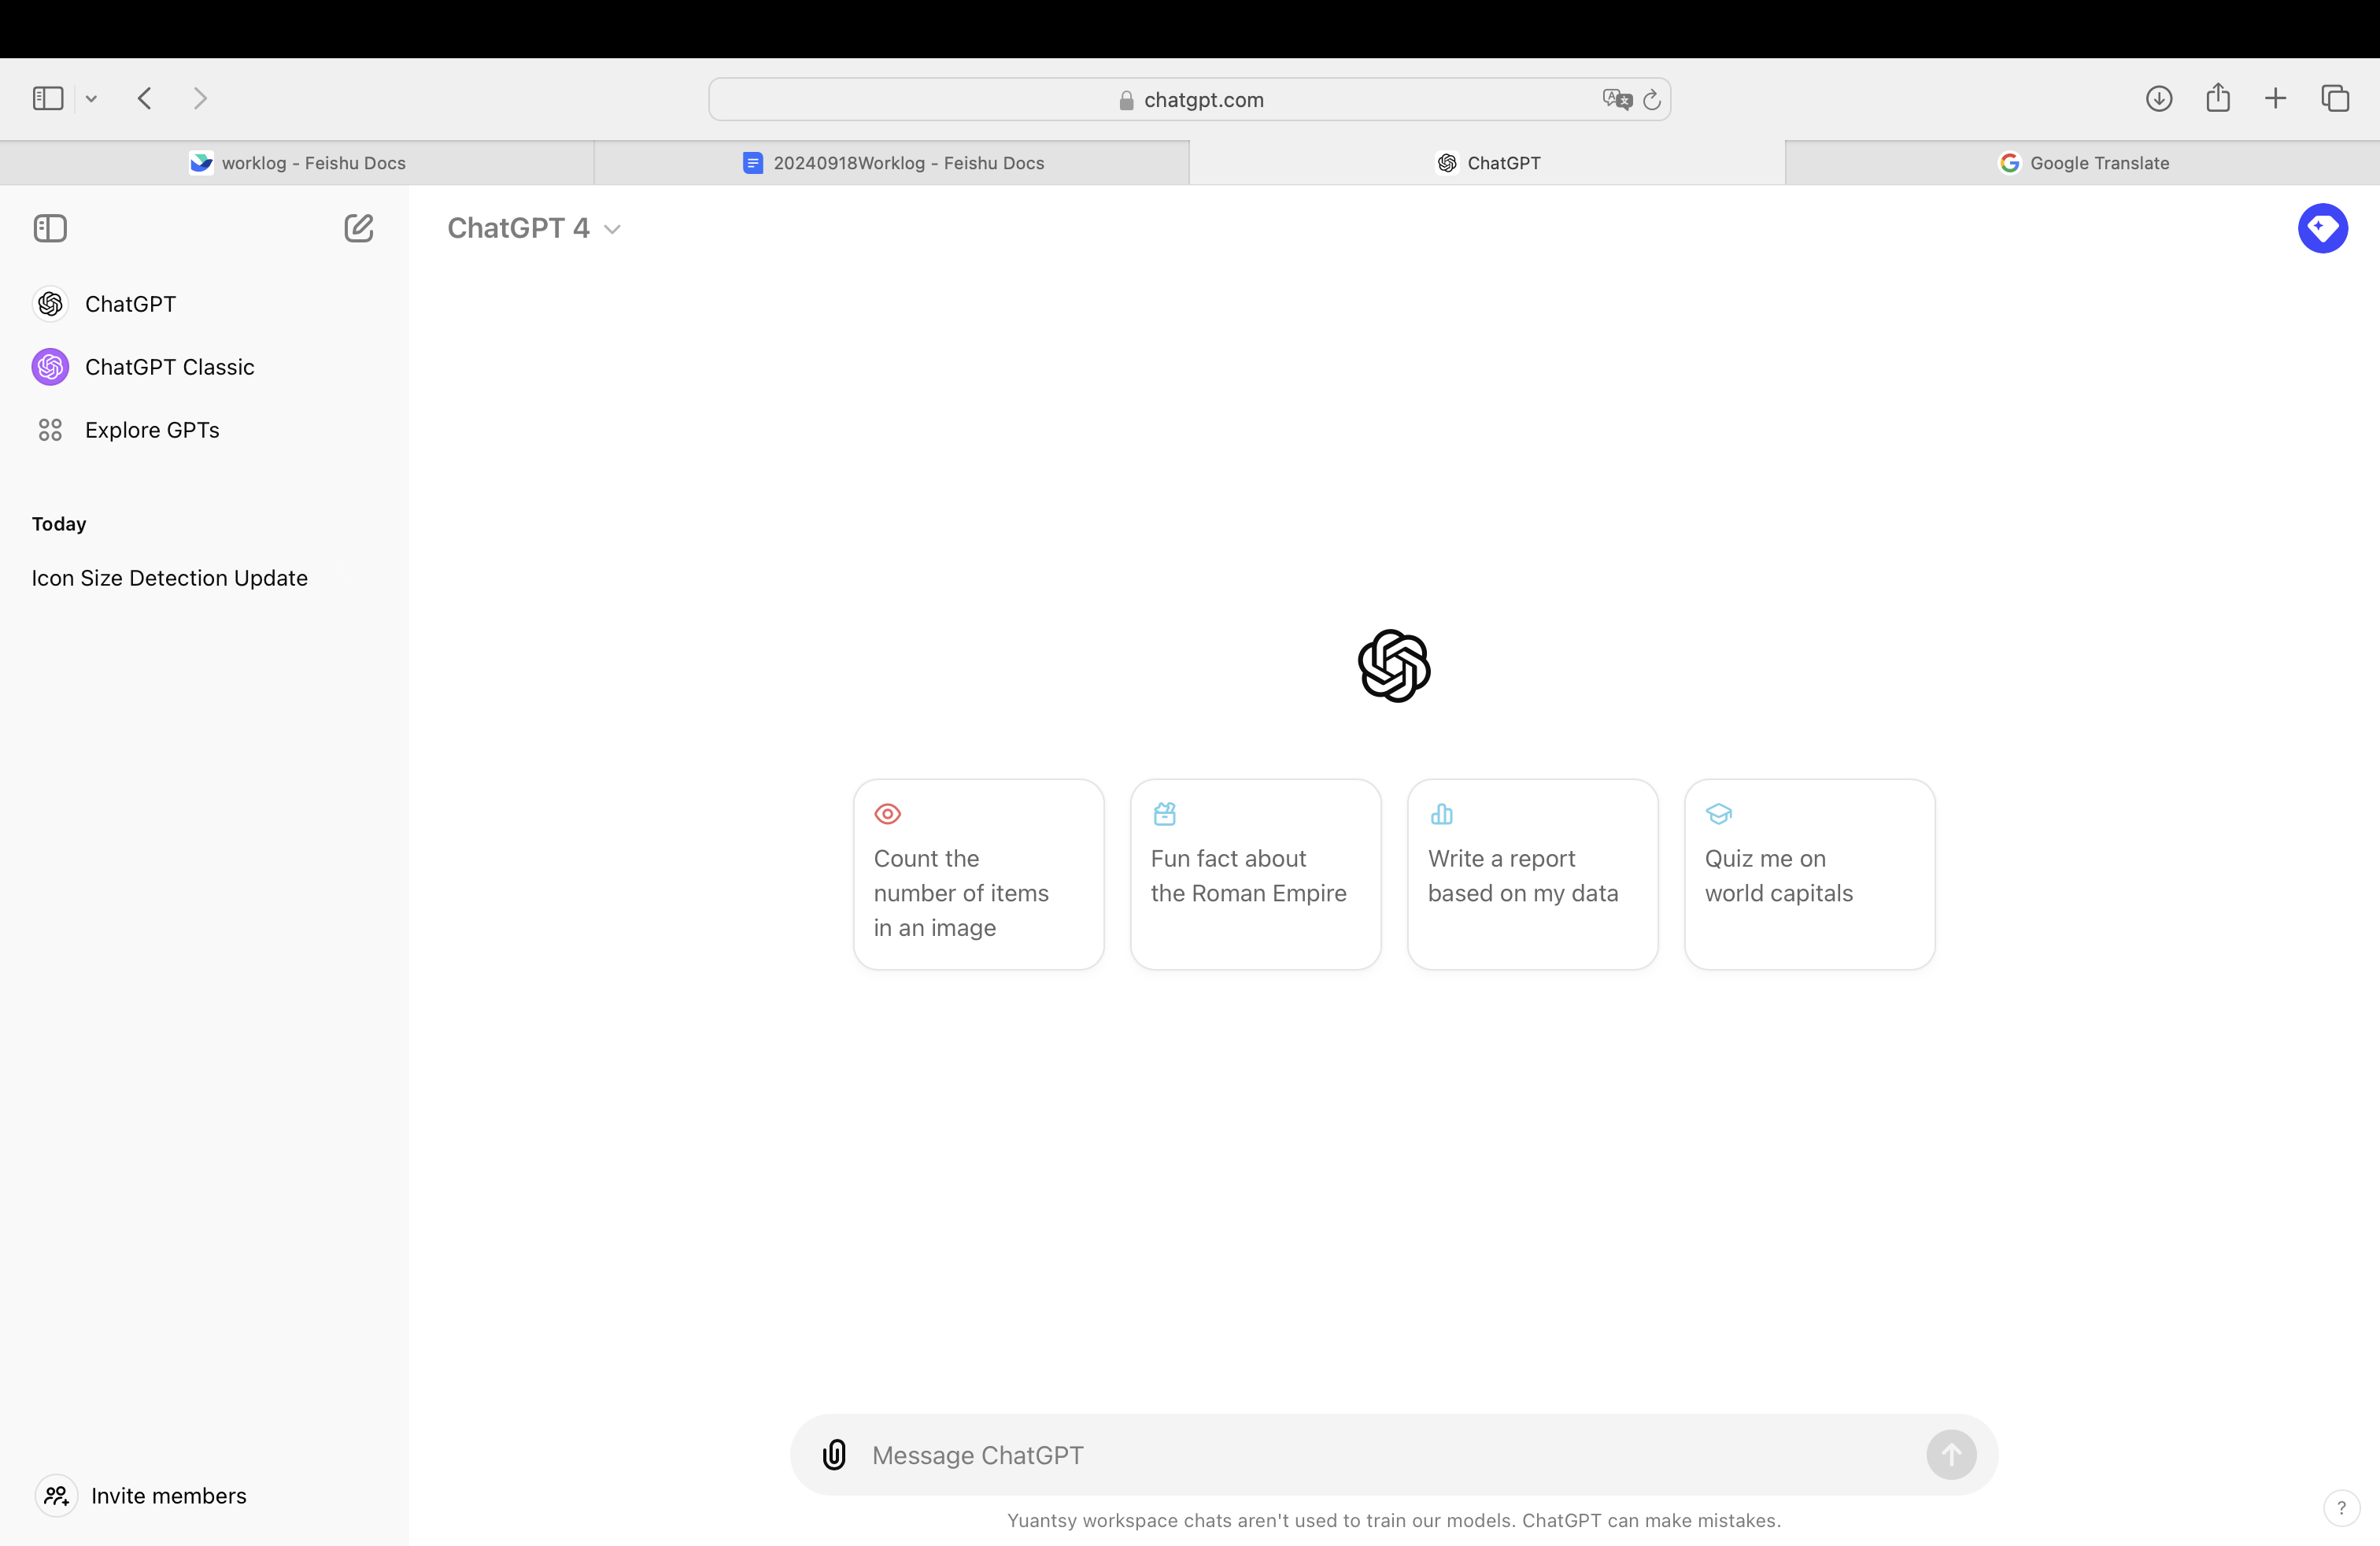 chatgpt.com
worklog - Feishu Docs
20240918Worklog - Feishu Docs
ChatGPT
Google Translate
ChatGPT 4
ChatGPT
ChatGPT Classic
Explore GPTs
Today
Icon Size Detection Update
Count the
number of items
in an image
Fun fact about
the Roman Empire
Write a report
based on my data
Quiz me on
world capitals
Message ChatGPT
Invite members
Yuantsy workspace chats aren't used to train our models. ChatGPT can make mistakes.
?